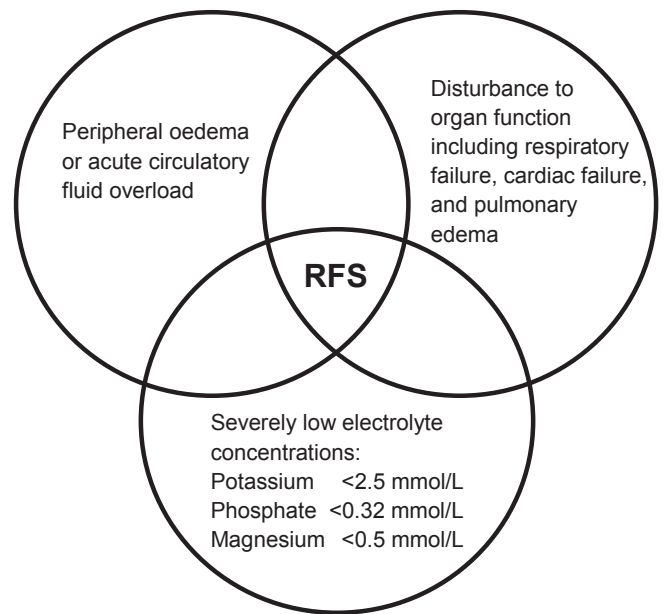 Peripheral oedema
or acute circulatory
fluid overload
Disturbance to
organ function
including respiratory
failure, cardiac failure,
and pulmonary
edema
RFS
Severely low electrolyte
concentrations:
Potassium <2.5 mmol/L
Phosphate <0.32 mmol/L
Magnesium <0.5 mmol/L